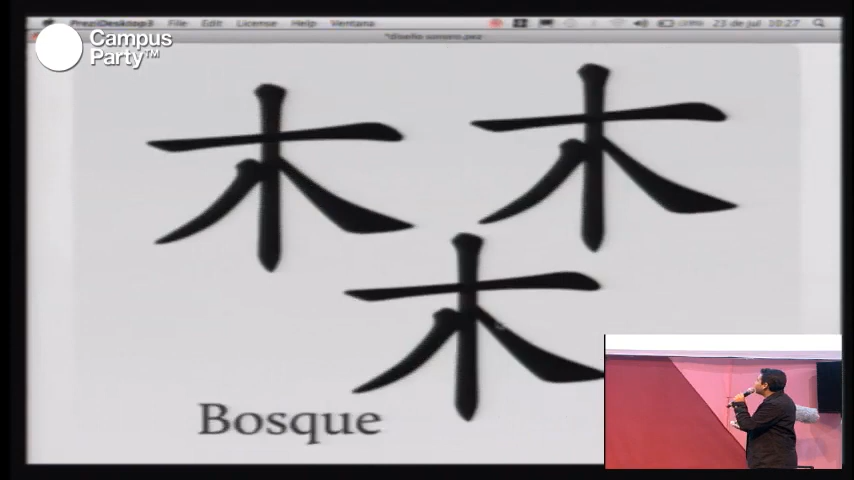 PreziDesktop3 File Edit License Help Ventana 23 de jul 10:27
*diseño sonoro.pez
Campus
Party™
木 木
木
Bosque